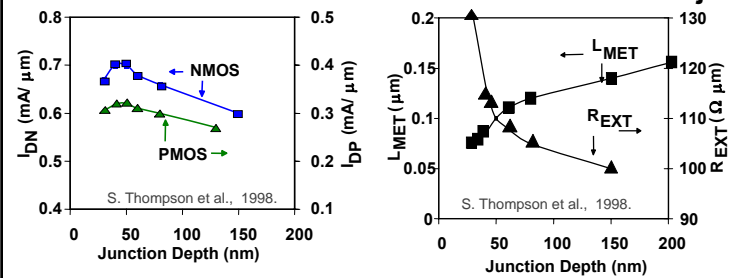 0.8
0.7
0.6
0.5
0.4
I_DN (mA/ μm)
0.5
0.4
0.3
0.2
0.1
I_DP (mA/ μm)
NMOS
PMOS
S. Thompson et al., 1998.
0 50 100 150 200
Junction Depth (nm)
0.2
0.15
0.1
0.05
0
L_MET (μm)
130
120
110
100
90
R_EXT (Ω μm)
L_MET
R_EXT
S. Thompson et al., 1998.
0 50 100 150 200
Junction Depth (nm)